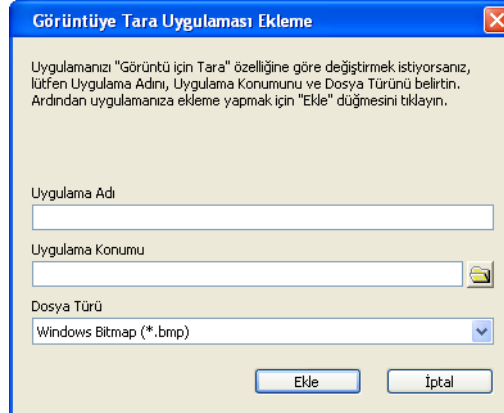 Görüntüye Tara Uygulaması Ekleme
Uygulamanızı "Görüntü için Tara" özelliğine göre değiştirmek istiyorsanız,
lütfen Uygulama Adını, Uygulama Konumunu ve Dosya Türünü belirtin.
Ardından uygulamanıza ekleme yapmak için "Ekle" düğmesini tıklayın.
Uygulama Adı
Uygulama Konumu
Dosya Türü
Windows Bitmap (*.bmp)
Ekle İptal